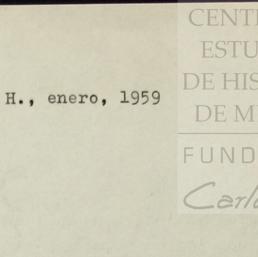 CENT
ESTU
DE HIS
DE M
H., enero, 1959
FUND
Carl